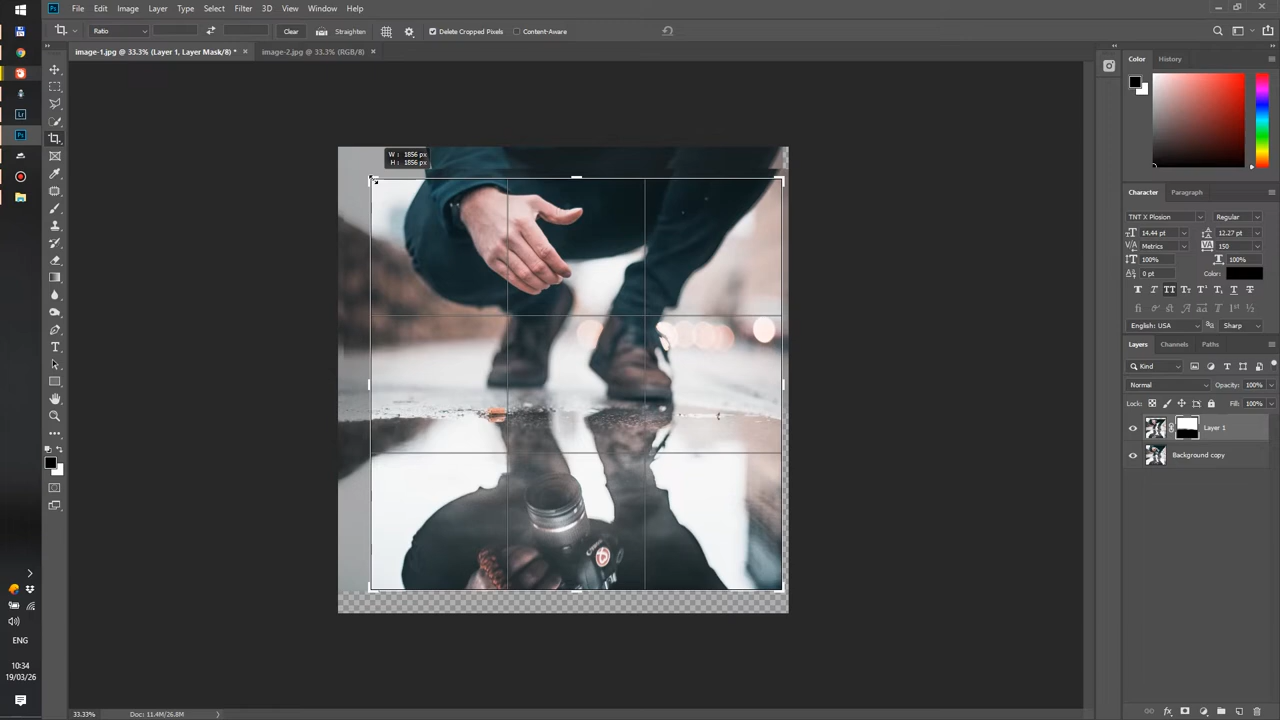 File Edit Image Layer Type Select Filter 3D View Window Help
Ratio Clear Straighten Delete Cropped Pixels Content-Aware
image-1.jpg @ 33.3% (Layer 1, Layer Mask/8) * × image-2.jpg @ 33.3% (RGB/8) ×
Color History
W : 1856 px
H : 1856 px
Character Paragraph
TNT X Plosion Regular
14.44 pt 12.27 pt
Metrics 150
100% 100%
0 pt Color:
English: USA Sharp
Layers Channels Paths
Kind
Normal Opacity: 100%
Lock: Fill: 100%
Layer 1
Background copy
Canon
ENG
10:34
19/03/26
33.33% Doc: 11.4M/26.8M